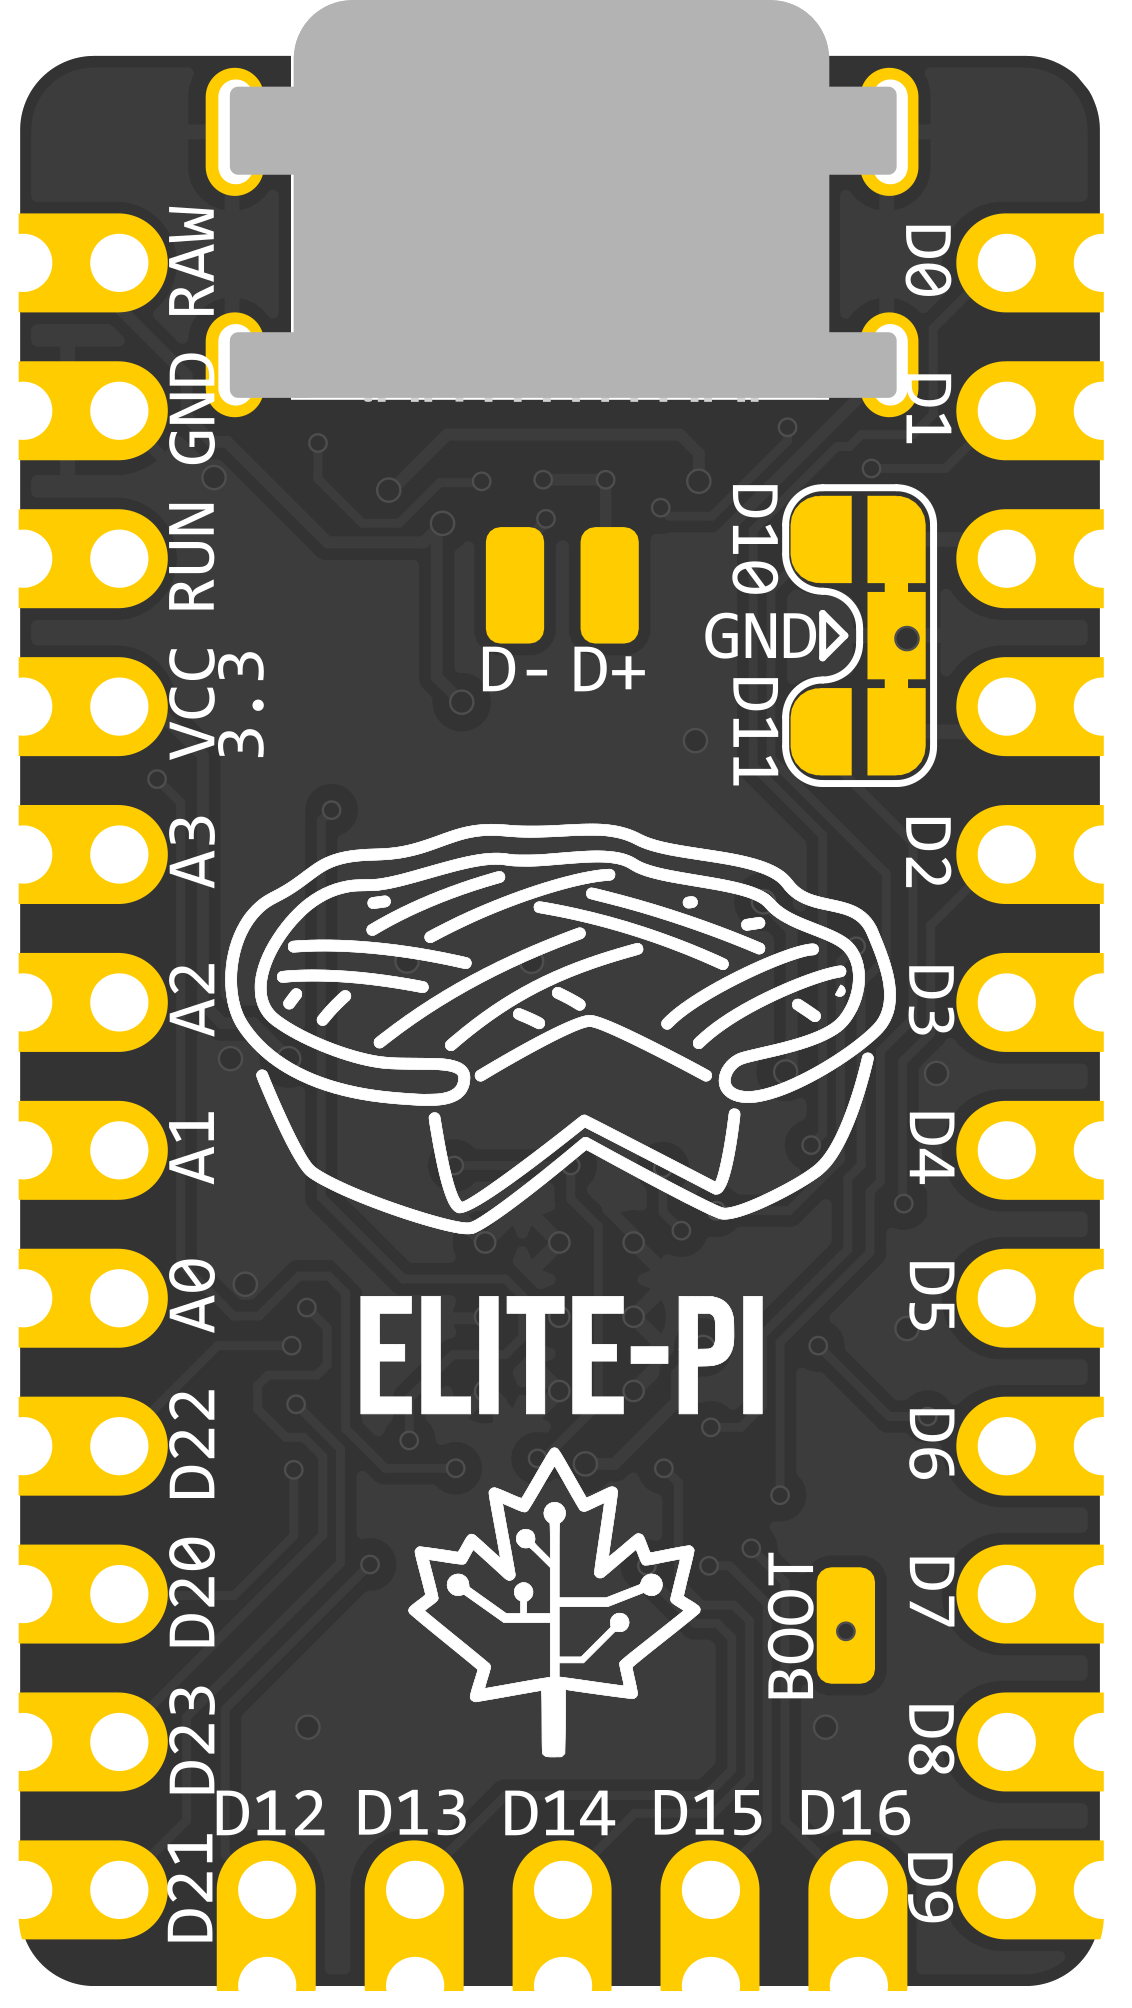 RAW
GND
RUN
VCC
3.3
A3
A2
A1
A0
D22
D20
D23
D21
D- D+
D10
GND
D11
D0
D1
D2
D3
D4
D5
D6
D7
D8
D9
ELITE-PI
BOOT
D12 D13 D14 D15 D16